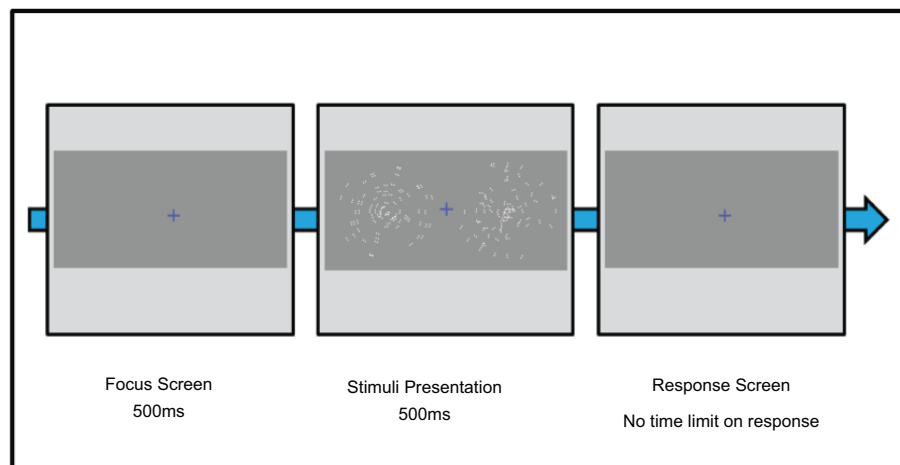 Focus Screen
500ms
Stimuli Presentation
500ms
Response Screen
No time limit on response